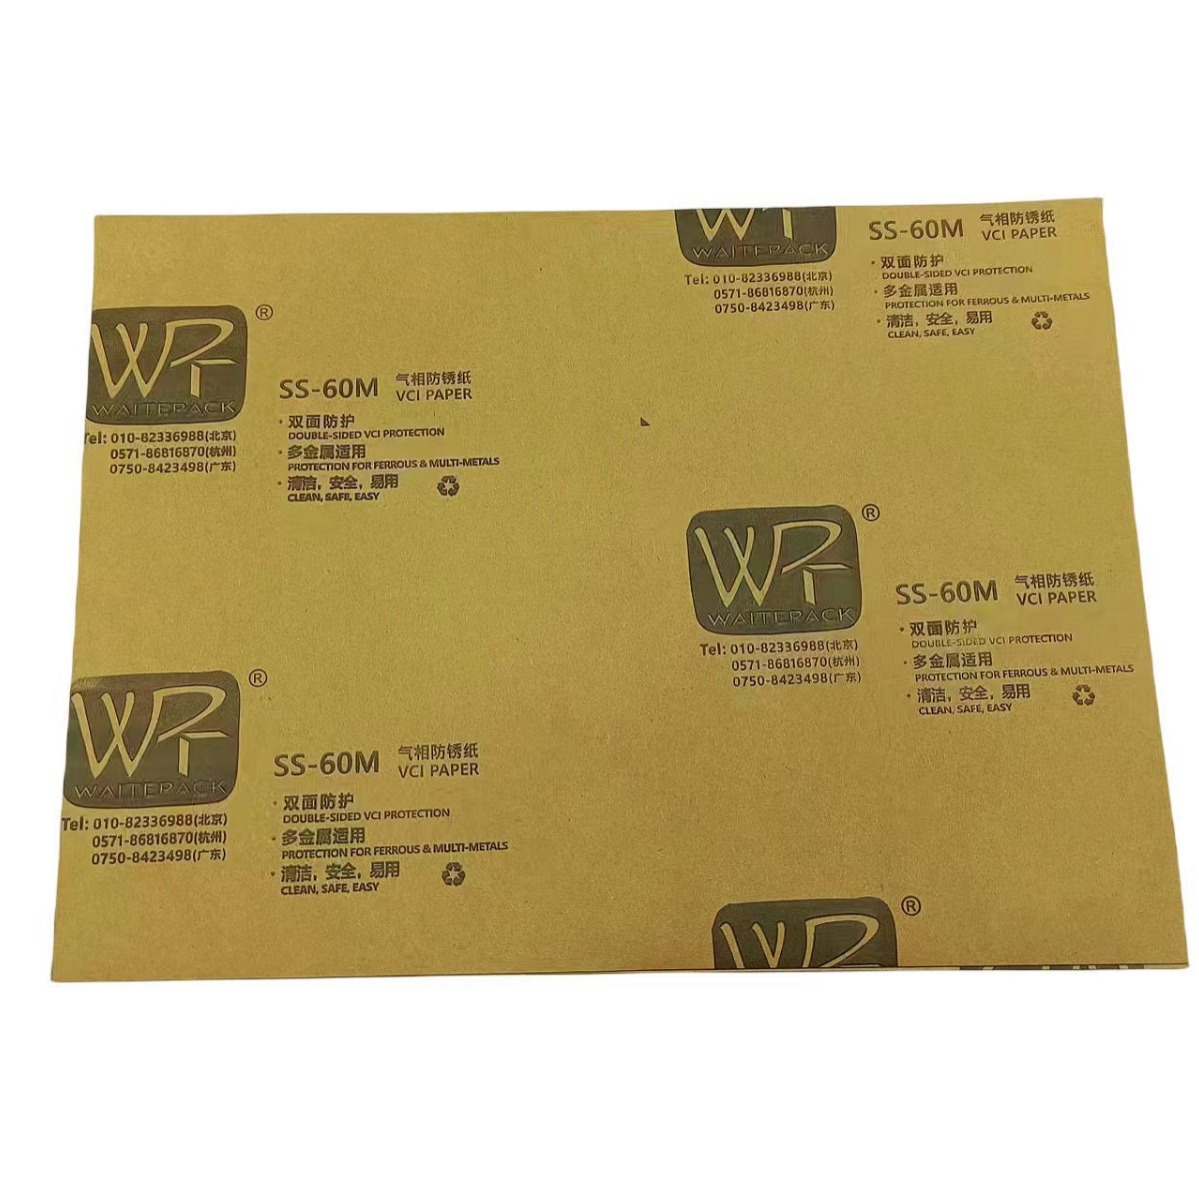 WAITEPACK
Tel: 010-82336988(北京)
0571-86816870(杭州)
0750-8423498(广东)
SS-60M 气相防锈纸
VCI PAPER
· 双面防护
DOUBLE-SIDED VCI PROTECTION
· 多金属适用
PROTECTION FOR FERROUS & MULTI-METALS
· 清洁，安全，易用
CLEAN, SAFE, EASY
WPT ®
WAITEPACK
Tel: 010-82336988(北京)
0571-86816870(杭州)
0750-8423498(广东)
SS-60M 气相防锈纸
VCI PAPER
· 双面防护
DOUBLE-SIDED VCI PROTECTION
· 多金属适用
PROTECTION FOR FERROUS & MULTI-METALS
· 清洁，安全，易用
CLEAN, SAFE, EASY
WPT ®
WAITEPACK
Tel: 010-82336988(北京)
0571-86816870(杭州)
0750-8423498(广东)
SS-60M 气相防锈纸
VCI PAPER
· 双面防护
DOUBLE-SIDED VCI PROTECTION
· 多金属适用
PROTECTION FOR FERROUS & MULTI-METALS
· 清洁，安全，易用
CLEAN, SAFE, EASY
WPT ®
WAITEPACK
Tel: 010-82336988(北京)
0571-86816870(杭州)
0750-8423498(广东)
SS-60M 气相防锈纸
VCI PAPER
· 双面防护
DOUBLE-SIDED VCI PROTECTION
· 多金属适用
PROTECTION FOR FERROUS & MULTI-METALS
· 清洁，安全，易用
CLEAN, SAFE, EASY
®